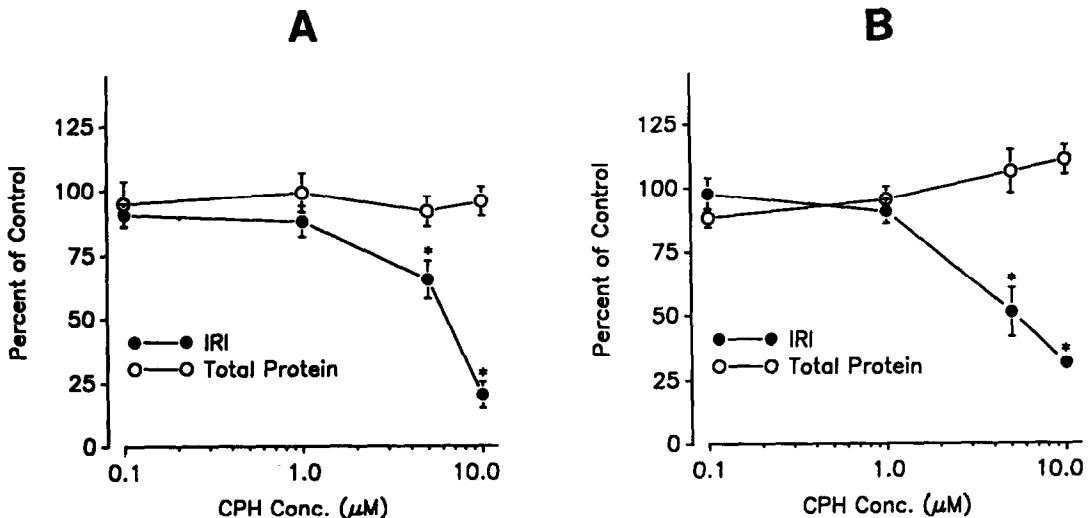 A
Percent of Control
125
100
75
50
25
0
*
*
IRI
Total Protein
0.1
1.0
10.0
CPH Conc. (μM)
B
Percent of Control
125
100
75
50
25
0
*
*
IRI
Total Protein
0.1
1.0
10.0
CPH Conc. (μM)